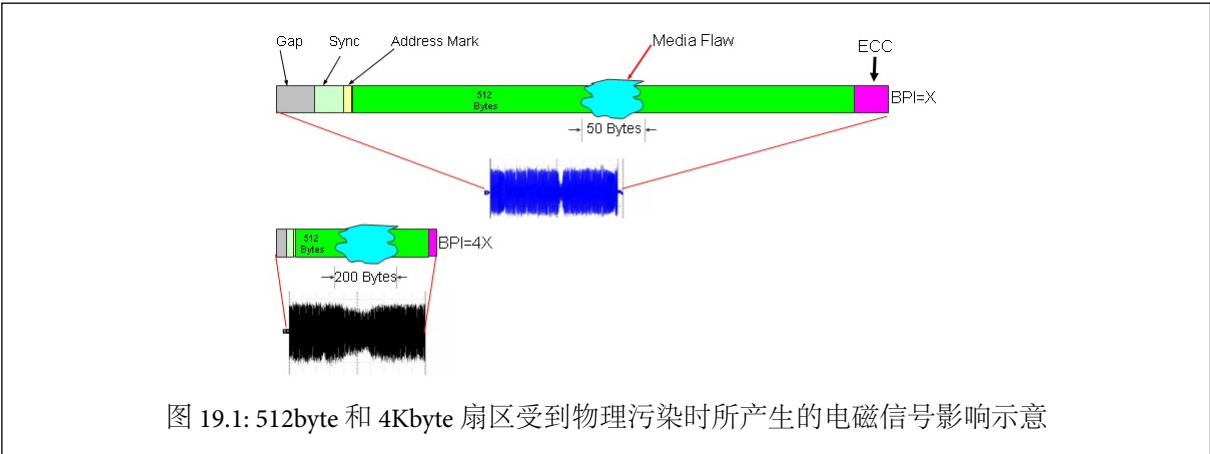 Gap Sync Address Mark Media Flaw ECC
512 Bytes
BPI=X
50 Bytes
512 Bytes
BPI=4X
200 Bytes
图 19.1: 512byte 和 4Kbyte 扇区受到物理污染时所产生的电磁信号影响示意